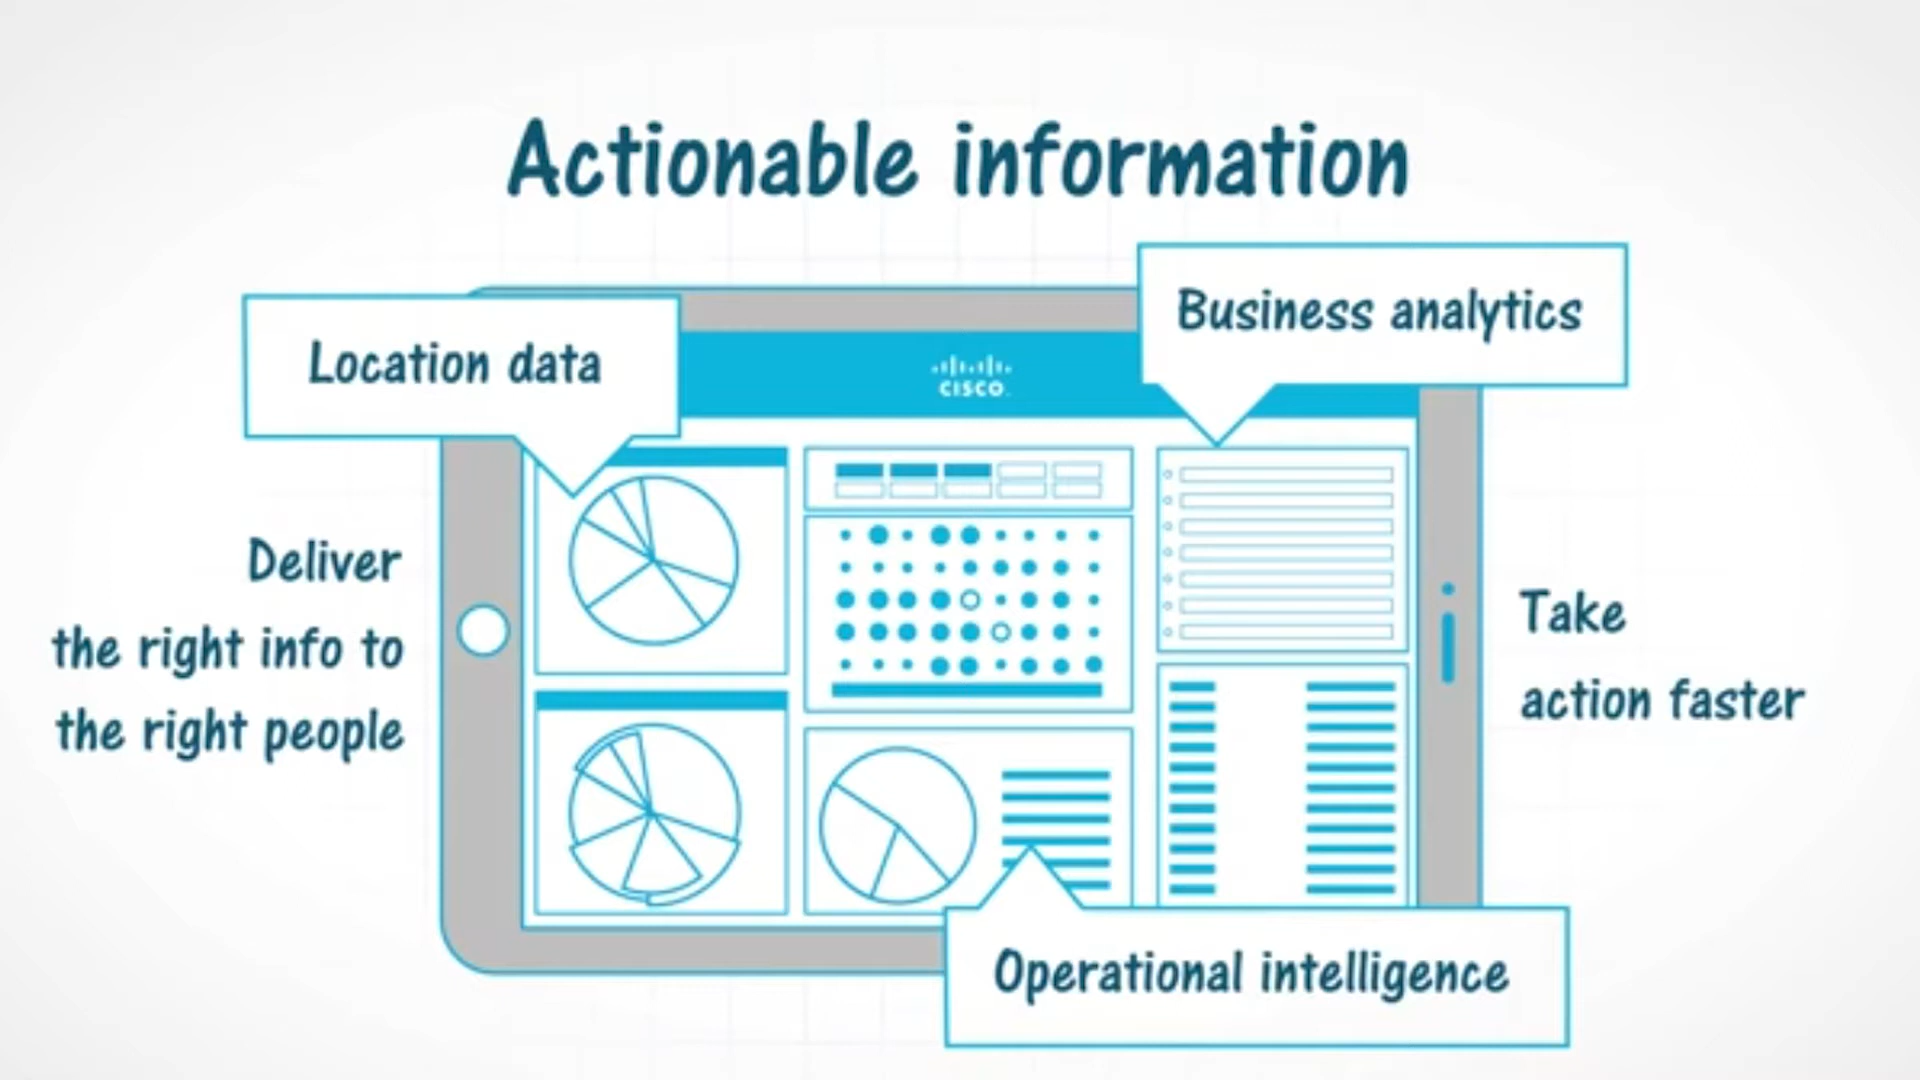 Actionable information
Business analytics
Location data
CISCO.
Deliver
the right info to
the right people
Take
action faster
Operational intelligence